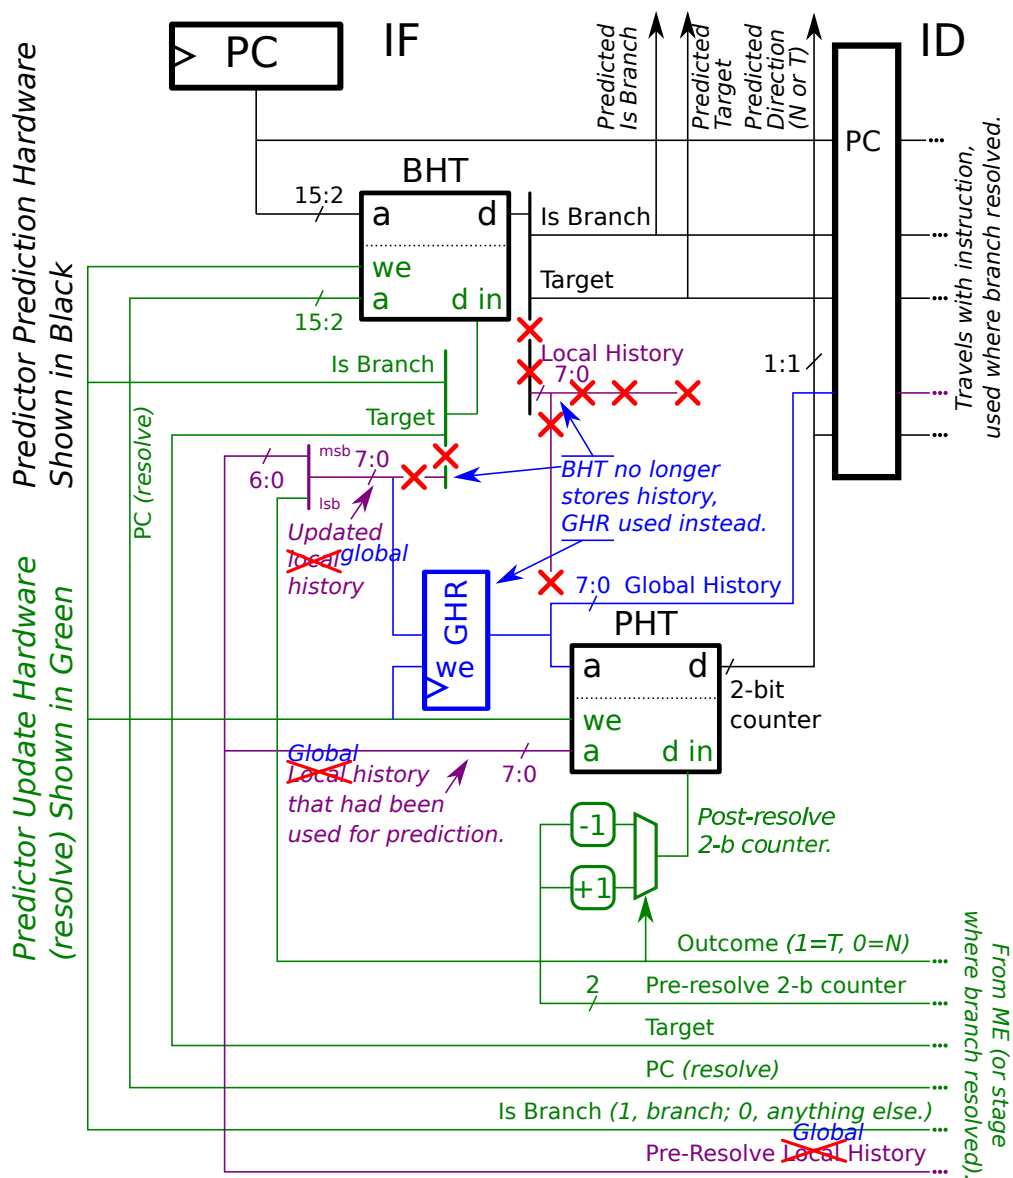 Predictor Prediction Hardware
Shown in Black
Predictor Update Hardware
(resolve) Shown in Green
IF
ID
PC
Predicted
Is Branch
Predicted
Target
Predicted
Direction
(N or T)
PC
...
Travels with instruction,
used where branch resolved.
BHT
15:2
a
d
Is Branch
...
we
Target
...
a
d in
15:2
Local History
7:0
1:1
...
...
Is Branch
Target
PC (resolve)
6:0
msb
7:0
lsb
BHT no longer
stores history,
GHR used instead.
Updated
local global
history
GHR
we
7:0 Global History
PHT
a
d
2-bit
counter
we
a
d in
Global
Local history
that had been
used for prediction.
7:0
-1
+1
Post-resolve
2-b counter.
Outcome (1=T, 0=N)
...
2
Pre-resolve 2-b counter
...
Target
...
PC (resolve)
...
Is Branch (1, branch; 0, anything else.)
...
Global
Pre-Resolve Local History
...
From ME (or stage
where branch resolved).